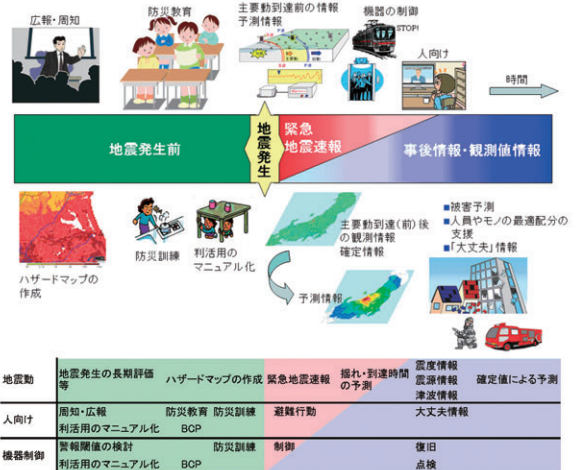 広報・周知
防災教育
主要動到達前の情報
予測情報
機器の制御
STOP!
人向け
時間
地震発生前
地震発生
緊急
地震速報
事後情報・観測値情報
ハザードマップの
作成
防災訓練
利活用の
マニュアル化
主要動到達(前)後
の観測情報
確定情報
予測情報
■被害予測
■人員やモノの最適配分の
支援
■「大丈夫」情報
地震動
地震発生の長期評価
等
ハザードマップの作成
緊急地震速報
揺れ・到達時間
の予測
震度情報
震源情報
津波情報
確定値による予測
人向け
周知・広報 防災教育 防災訓練
利活用のマニュアル化 BCP
避難行動
大丈夫情報
機器制御
警報閾値の検討 防災訓練
利活用のマニュアル化 BCP
制御
復旧
点検